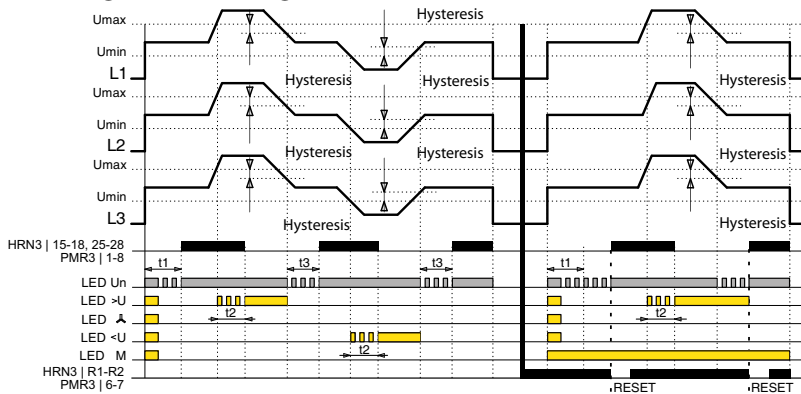 Umax
Hysteresis
Hysteresis
Umin
L1
Hysteresis
Hysteresis
Hysteresis
Umax
Umin
L2
Hysteresis
Hysteresis
Hysteresis
Umax
Umin
L3
Hysteresis
Hysteresis
HRN3 | 15-18, 25-28
PMR3 | 1-8
t1
t3
t3
t1
LED Un
LED >U
t2
t2
LED
LED <U
t2
LED M
HRN3 | R1-R2
PMR3 | 6-7
RESET
RESET